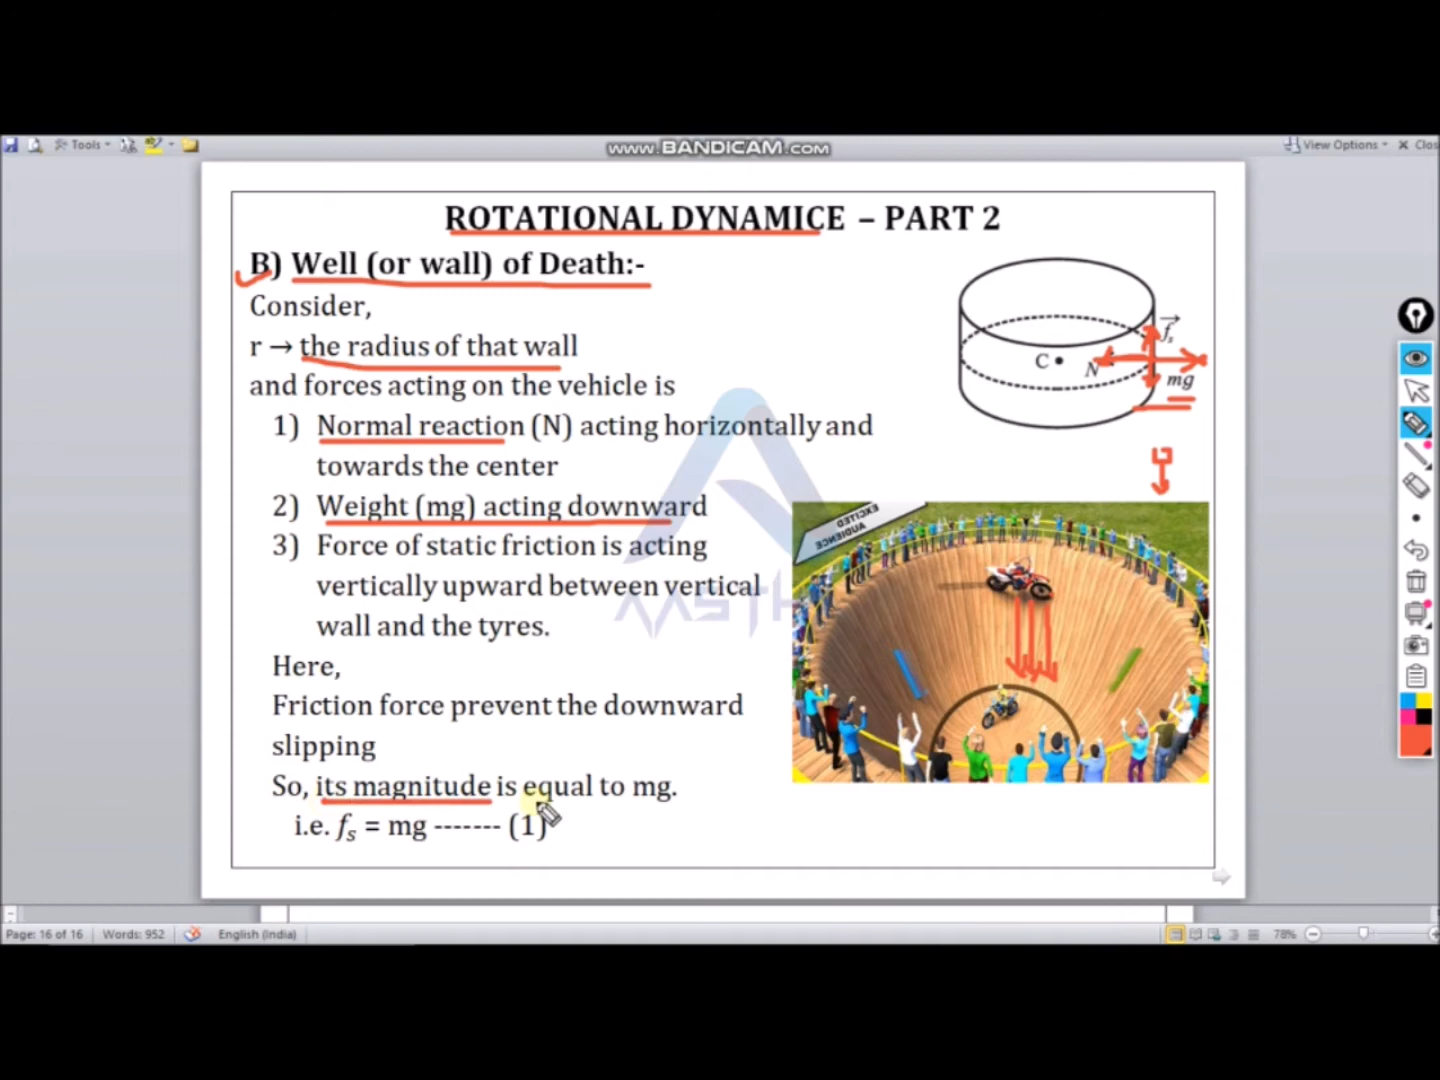 Tools
www.BANDICAM.com
View Options
Clos
ROTATIONAL DYNAMICE – PART 2
B) Well (or wall) of Death:-
Consider,
r → the radius of that wall
and forces acting on the vehicle is
1) Normal reaction (N) acting horizontally and
towards the center
2) Weight (mg) acting downward
3) Force of static friction is acting
vertically upward between vertical
wall and the tyres.
Here,
Friction force prevent the downward
slipping
So, its magnitude is equal to mg.
i.e. fₛ = mg ------- (1)
fₛ
C
N
mg
EXCITED
AUDIENCE
AASTH
Page: 16 of 16
Words: 952
English (India)
78%